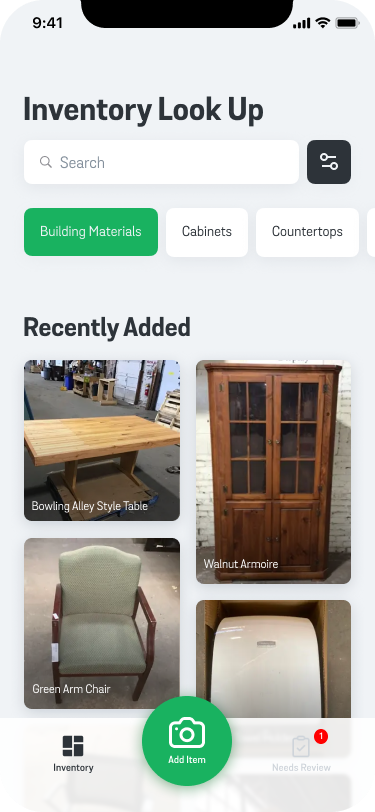 9:41
Inventory Look Up
Search
Building Materials
Cabinets
Countertops
Recently Added
Bowling Alley Style Table
Walnut Armoire
Green Arm Chair
Inventory
Add Item
1
Needs Review